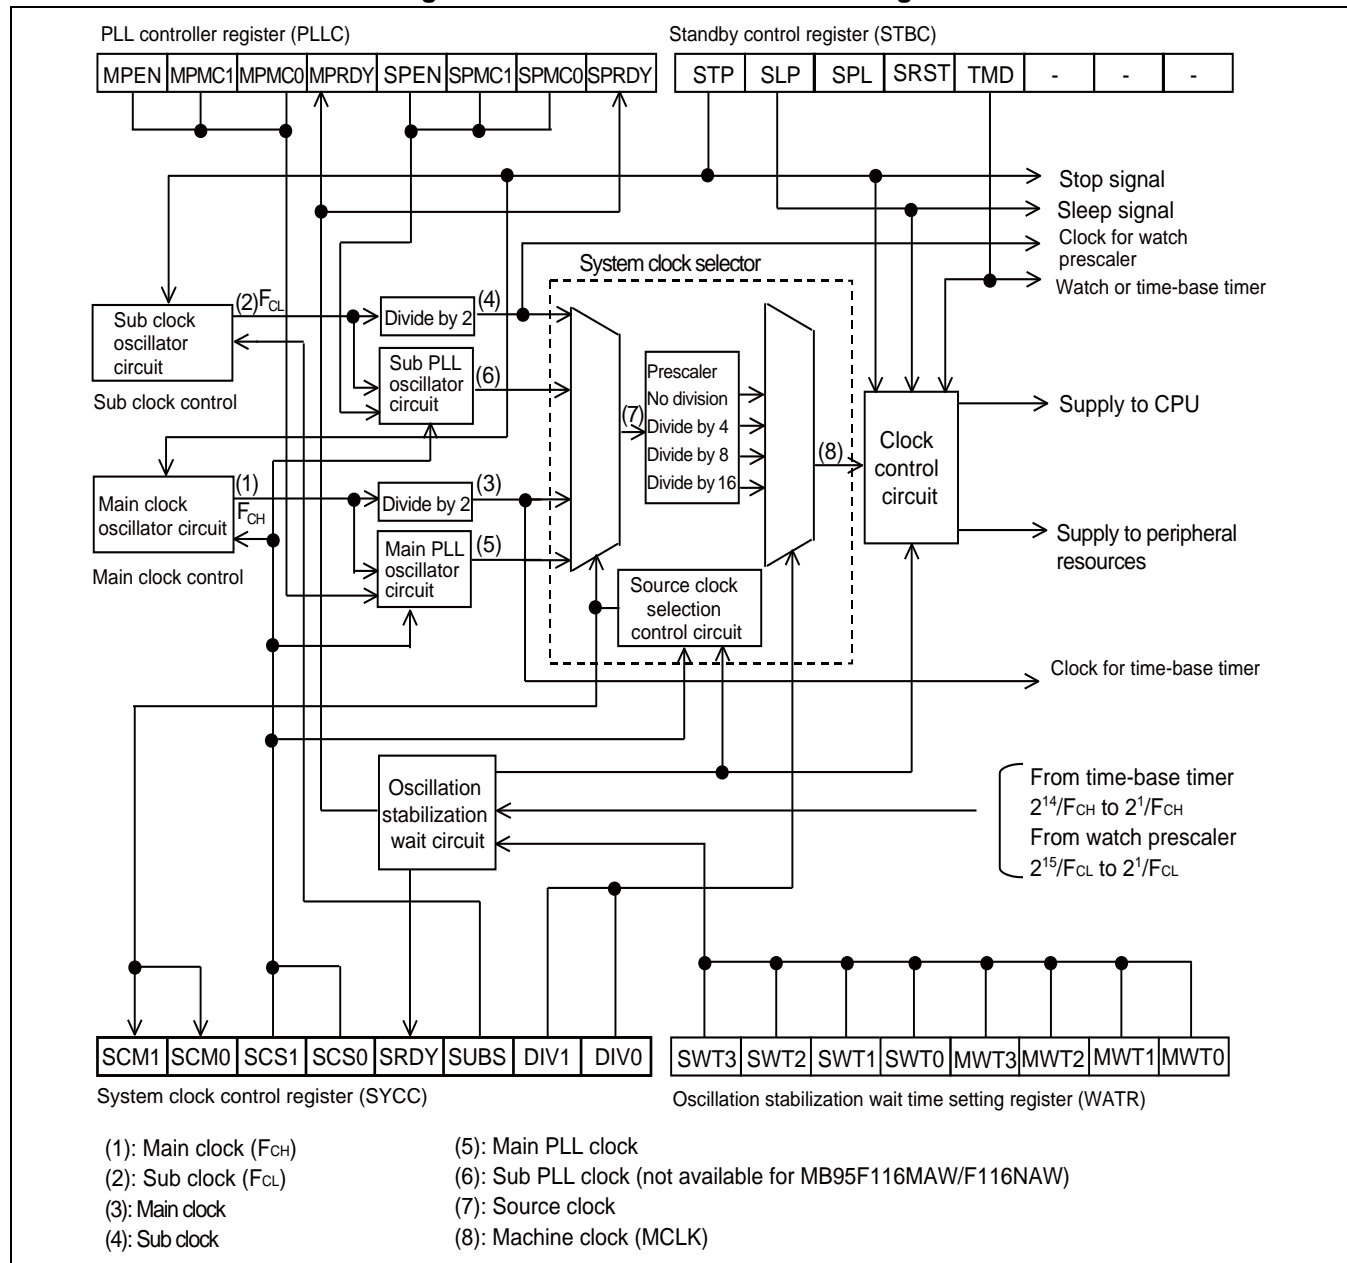 PLL controller register (PLLC)
MPEN MPMC1 MPMC0 MPRDY SPEN SPMC1 SPMC0 SPRDY
Standby control register (STBC)
STP SLP SPL SRST TMD - - -
Stop signal
Sleep signal
Clock for watch
prescaler
Watch or time-base timer
System clock selector
(2) FCL
Sub clock
oscillator
circuit
Sub clock control
Divide by 2
(4)
Sub PLL
oscillator
circuit
(6)
Prescaler
No division
Divide by 4
Divide by 8
Divide by 16
(7)
(8)
Clock
control
circuit
Supply to CPU
Supply to peripheral
resources
(1)
FCH
Main clock
oscillator circuit
Main clock control
Divide by 2
(3)
Main PLL
oscillator
circuit
(5)
Source clock
selection
control circuit
Clock for time-base timer
Oscillation
stabilization
wait circuit
From time-base timer
2¹⁴/FCH to 2¹/FCH
From watch prescaler
2¹⁵/FCL to 2¹/FCL
SCM1 SCM0 SCS1 SCS0 SRDY SUBS DIV1 DIV0
System clock control register (SYCC)
SWT3 SWT2 SWT1 SWT0 MWT3 MWT2 MWT1 MWT0
Oscillation stabilization wait time setting register (WATR)
(1): Main clock (FCH)
(2): Sub clock (FCL)
(3): Main clock
(4): Sub clock
(5): Main PLL clock
(6): Sub PLL clock (not available for MB95F116MAW/F116NAW)
(7): Source clock
(8): Machine clock (MCLK)